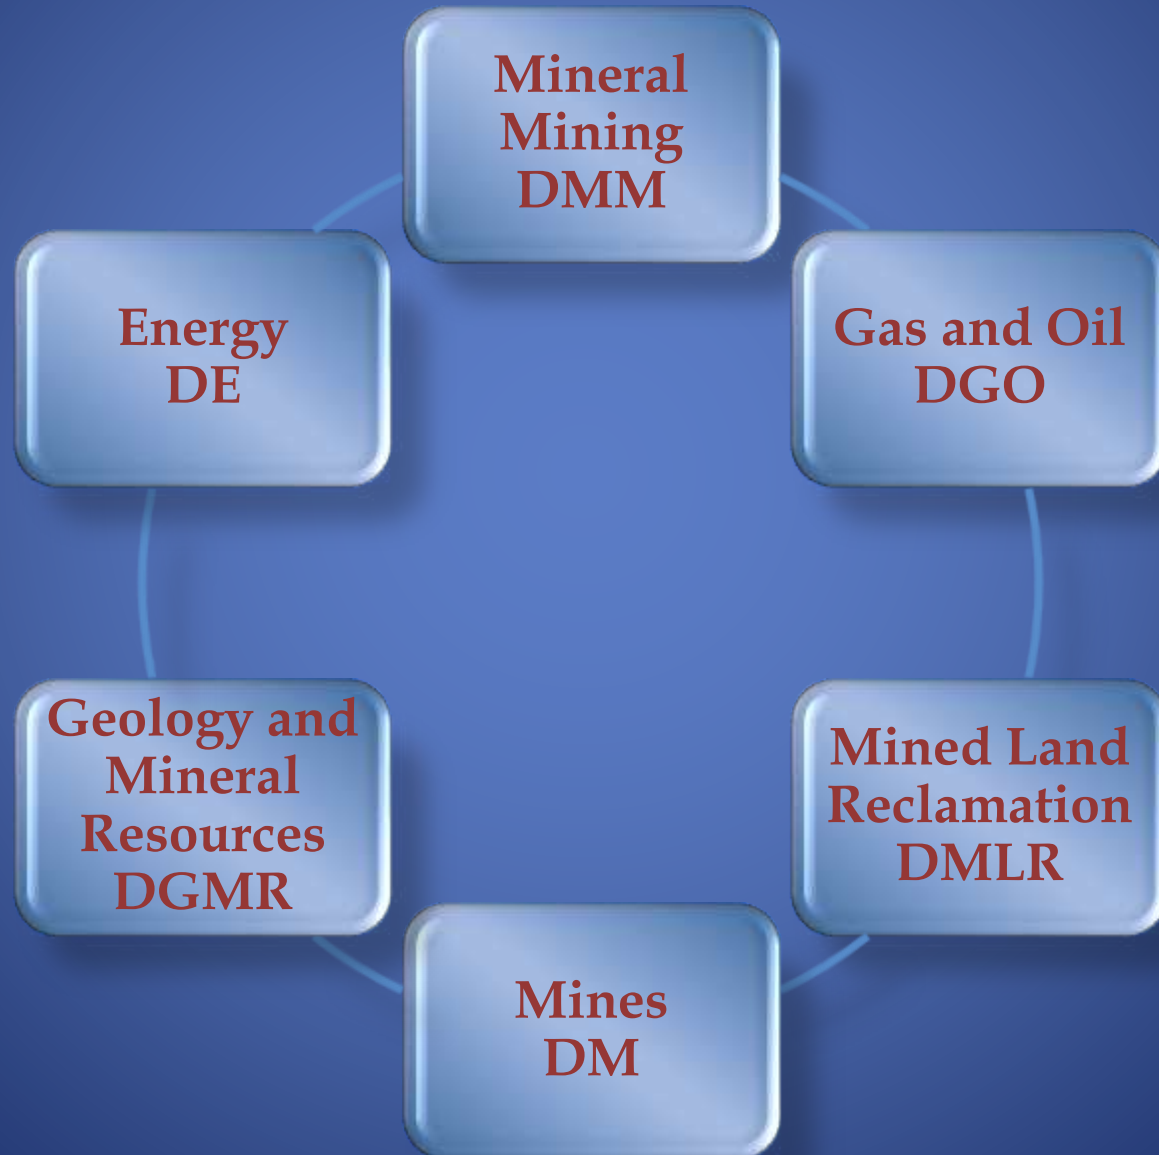 Mineral
Mining
DMM
Energy
DE
Gas and Oil
DGO
Geology and
Mineral
Resources
DGMR
Mined Land
Reclamation
DMLR
Mines
DM